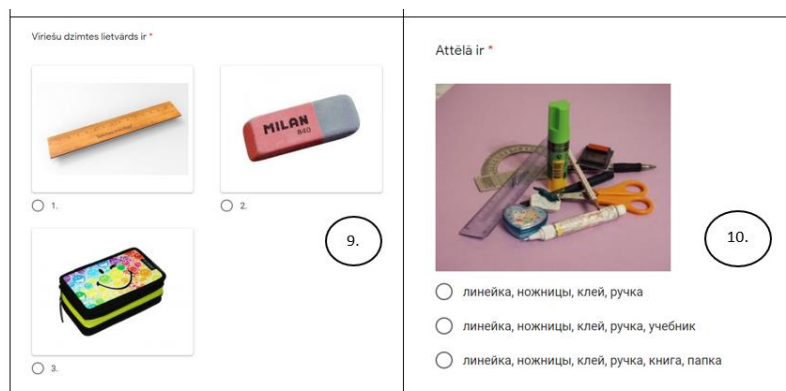 Vīriešu dzimtes lietvārds ir *
MILAN
840
1.
2.
9.
3.
Attēlā ir *
10.
линейка, ножницы, клей, ручка
линейка, ножницы, клей, ручка, учебник
линейка, ножницы, клей, ручка, книга, папка